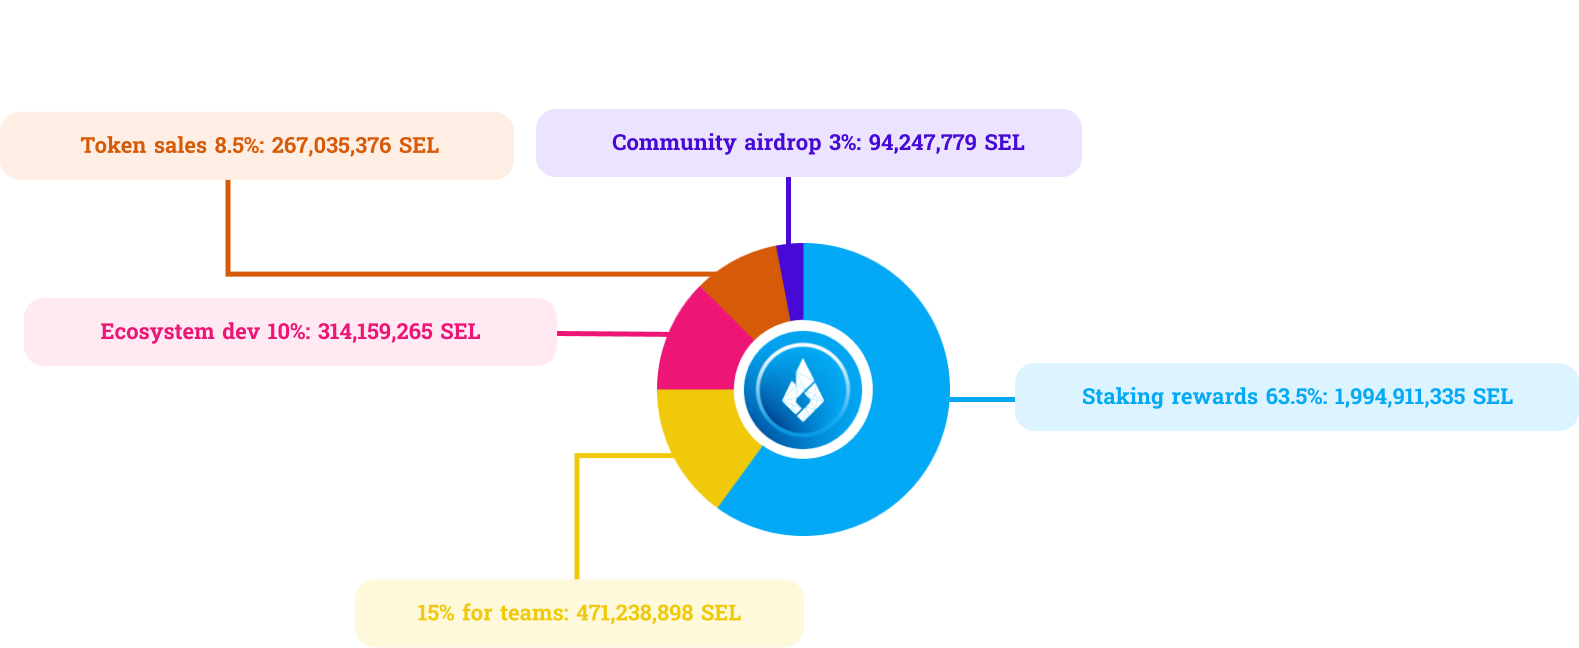 Token sales 8.5%: 267,035,376 SEL
Community airdrop 3%: 94,247,779 SEL
Ecosystem dev 10%: 314,159,265 SEL
Staking rewards 63.5%: 1,994,911,335 SEL
15% for teams: 471,238,898 SEL